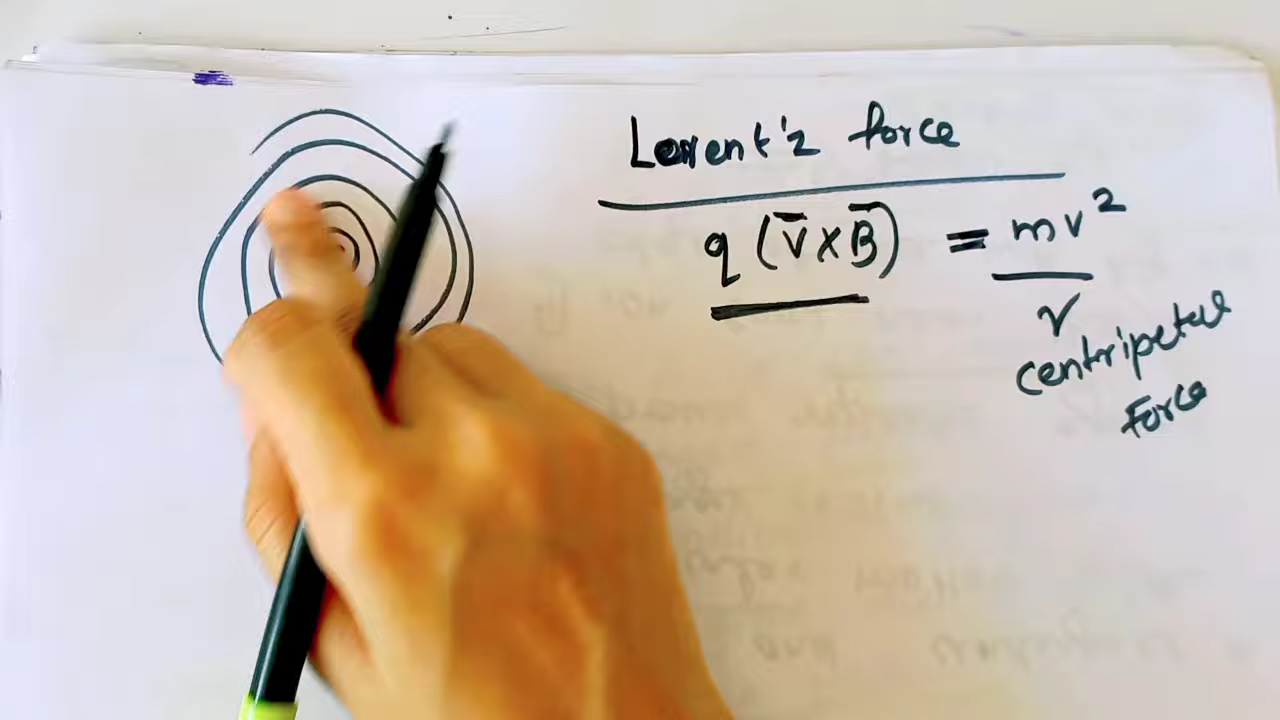 Lorent'z force
q (v̅ × B̅) = mv²
r
centripetal
force